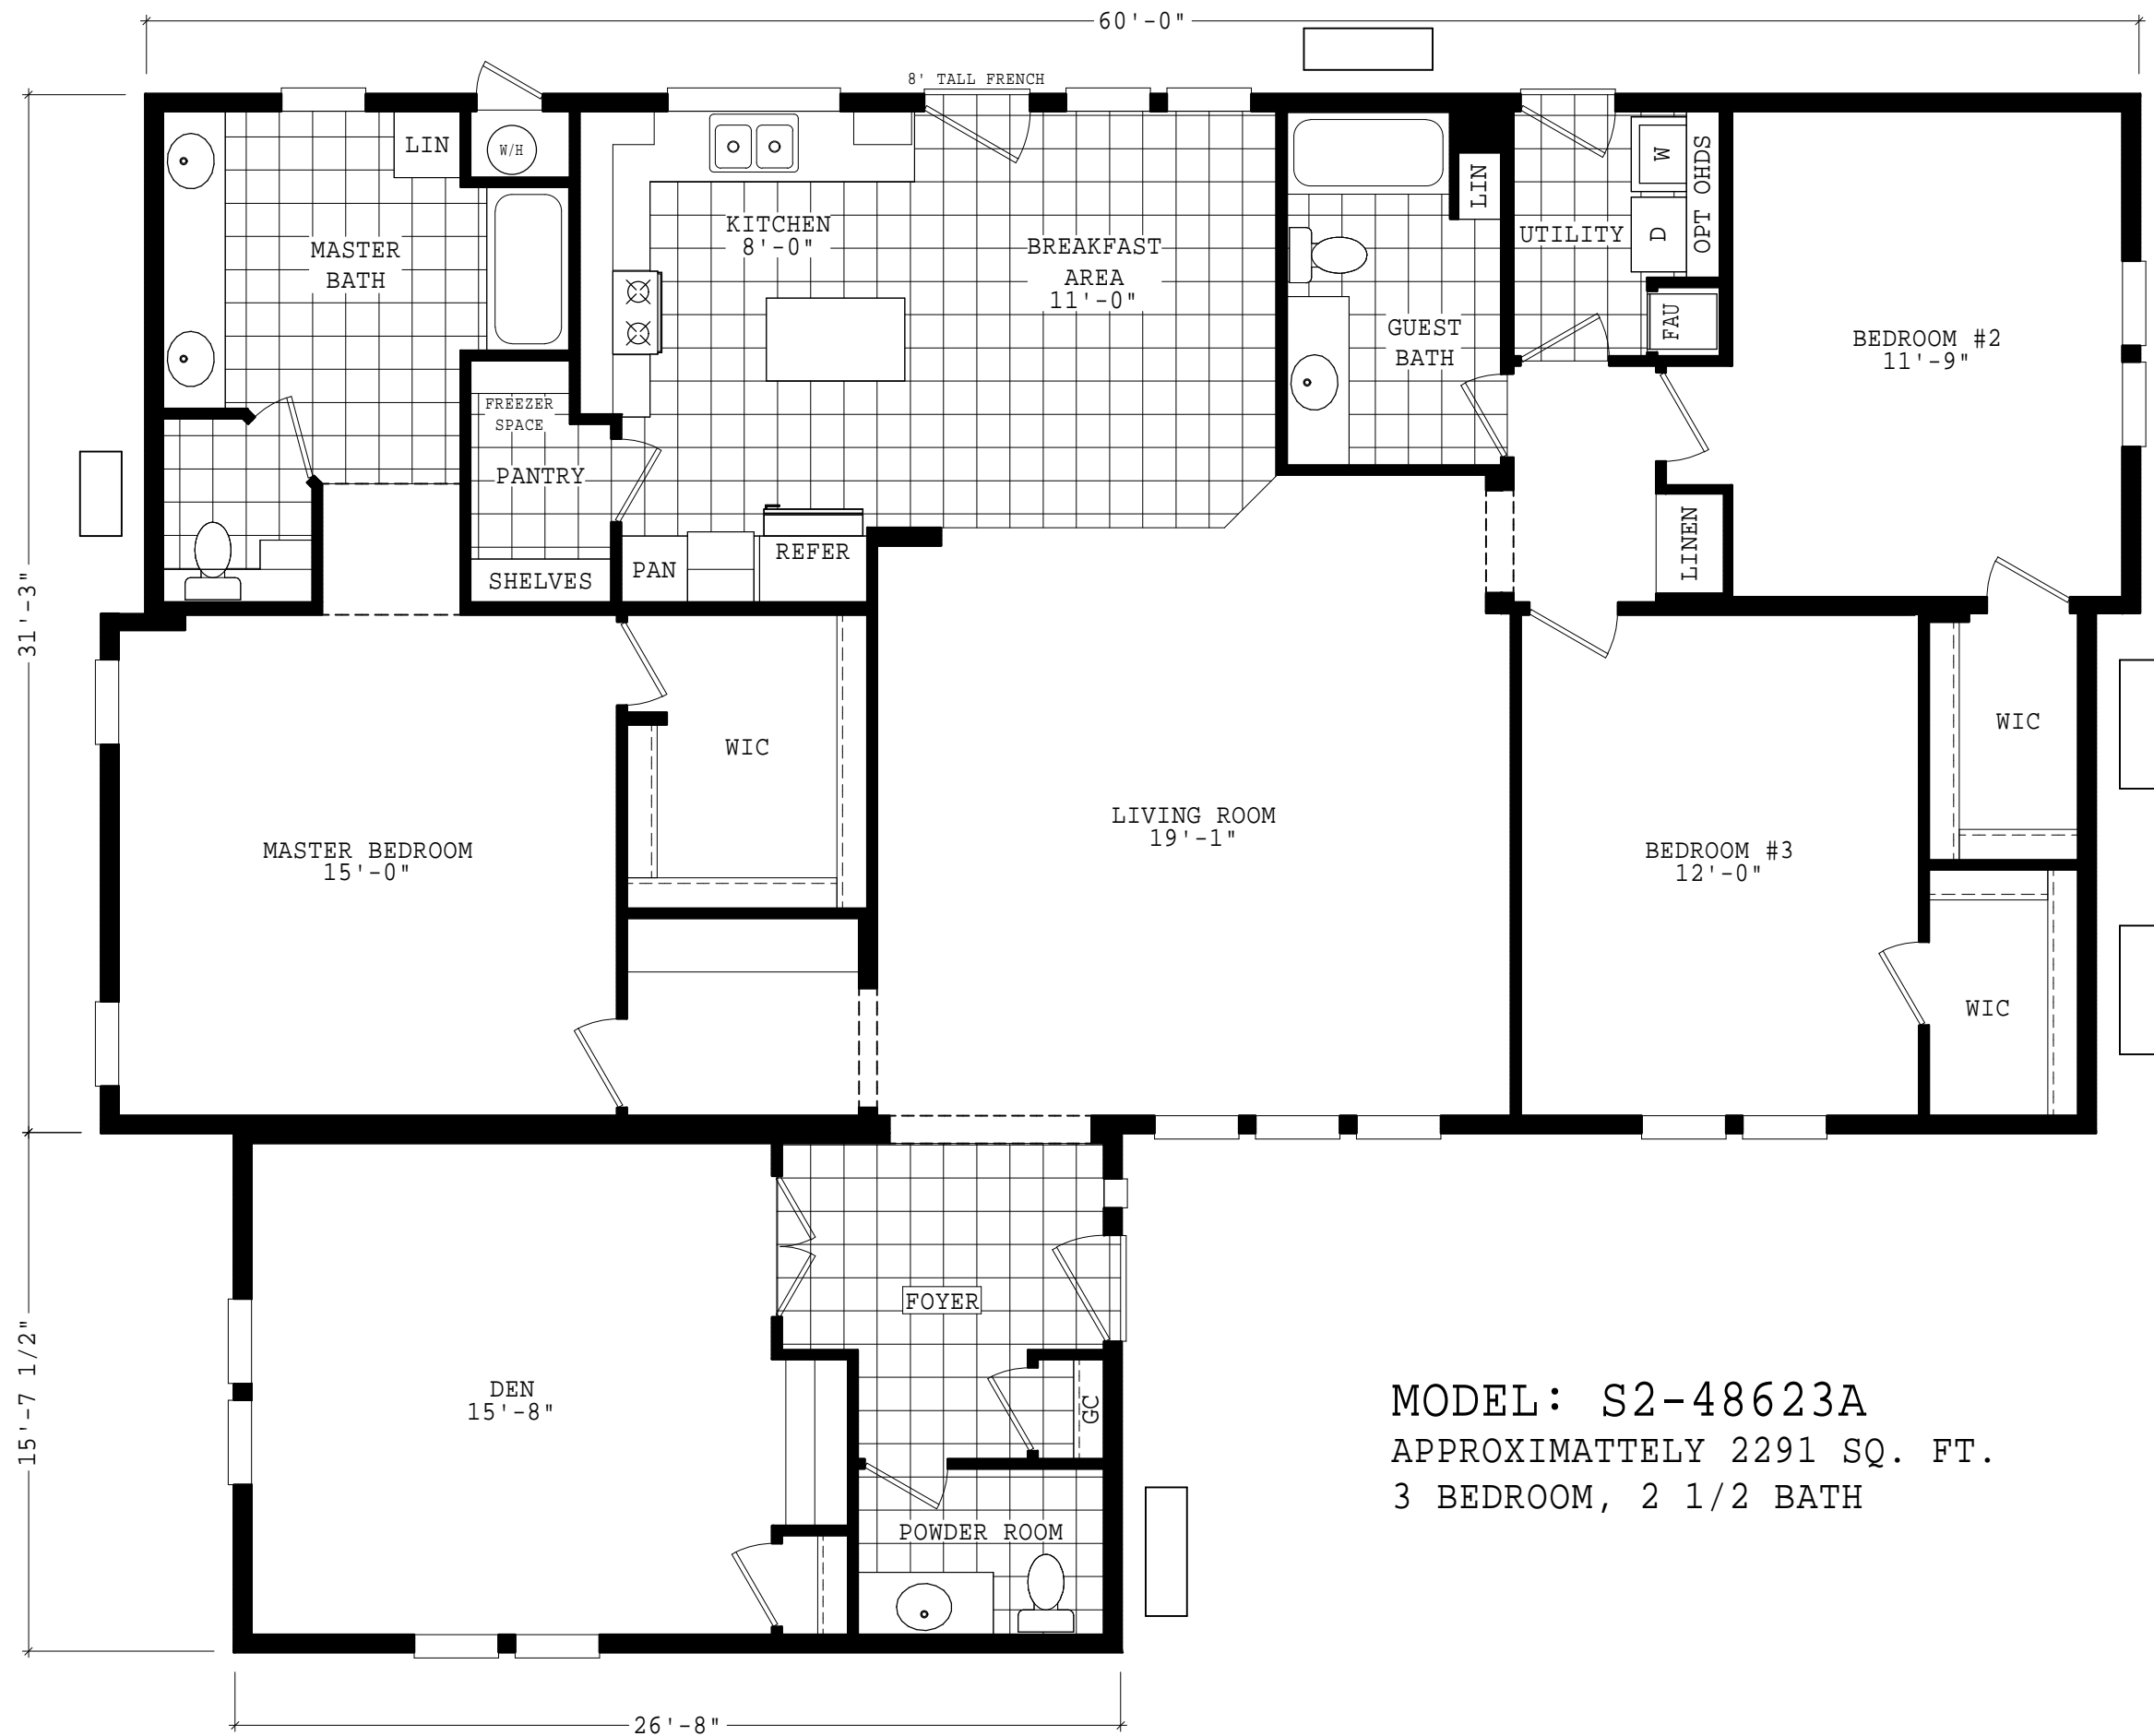 60'-0"
8' TALL FRENCH
LIN
W/H
KITCHEN
8'-0"
MASTER
BATH
BREAKFAST
AREA
11'-0"
LIN
GUEST
BATH
UTILITY
W
D
OPT OHDS
FAU
BEDROOM #2
11'-9"
FREEZER
SPACE
PANTRY
SHELVES
PAN
REFER
LINEN
31'-3"
WIC
WIC
MASTER BEDROOM
15'-0"
LIVING ROOM
19'-1"
BEDROOM #3
12'-0"
WIC
FOYER
DEN
15'-8"
GC
POWDER ROOM
15'-7 1/2"
26'-8"
MODEL: S2-48623A
APPROXIMATTELY 2291 SQ. FT.
3 BEDROOM, 2 1/2 BATH